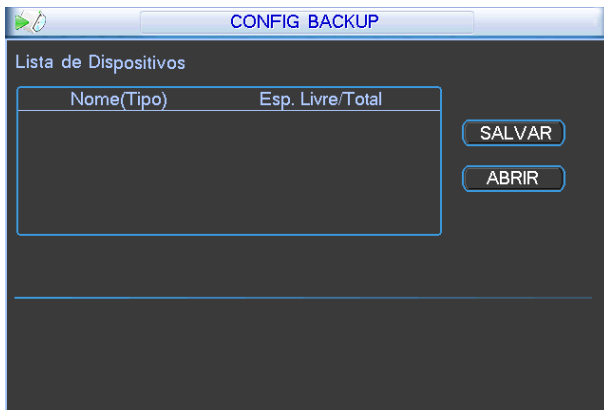 CONFIG BACKUP
Lista de Dispositivos
Nome(Tipo) Esp. Livre/Total
SALVAR
ABRIR